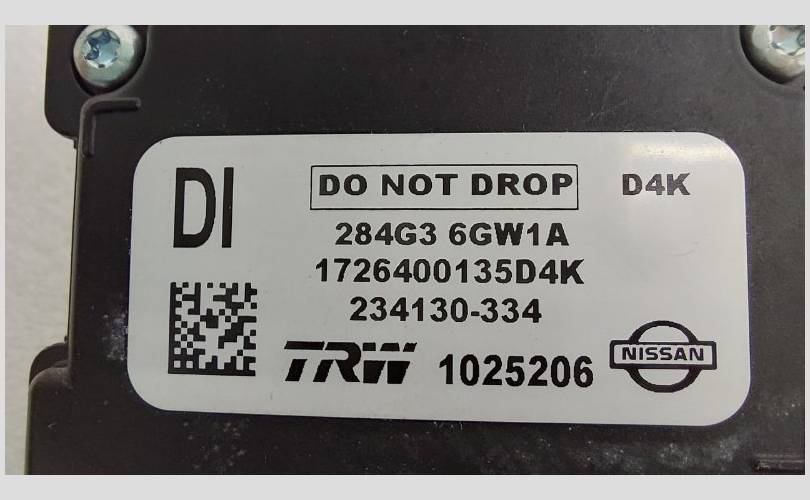 DI
DO NOT DROP
D4K
284G3 6GW1A
1726400135D4K
234130-334
TRW 1025206
NISSAN